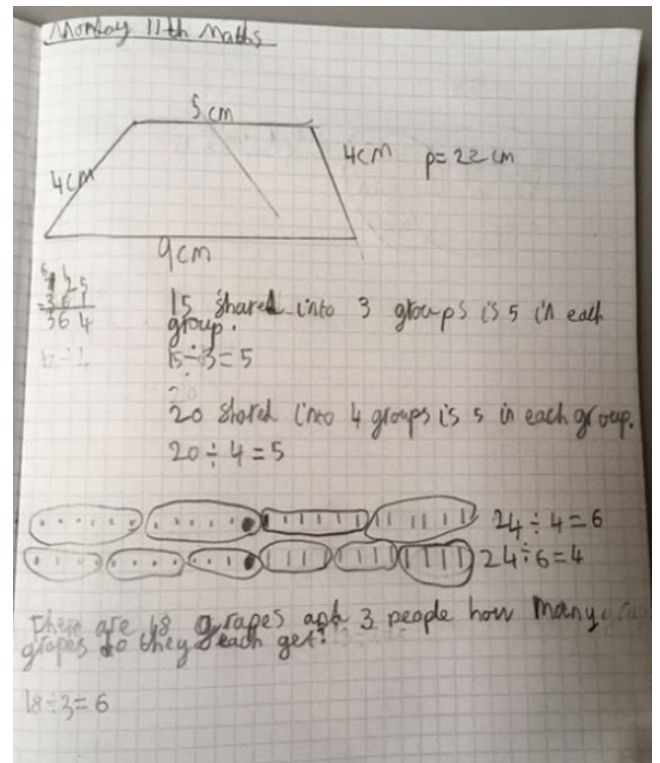 Monday 11th Maths
5cm
4cm
4cm p=22cm
9cm
725
-361
364
15 shared into 3 groups is 5 in each
group.
15÷3=5
20 shared into 4 groups is 5 in each group.
20÷4=5
24÷4=6
24÷6=4
There are 18 grapes and 3 people how many
grapes do they each get?
18÷3=6